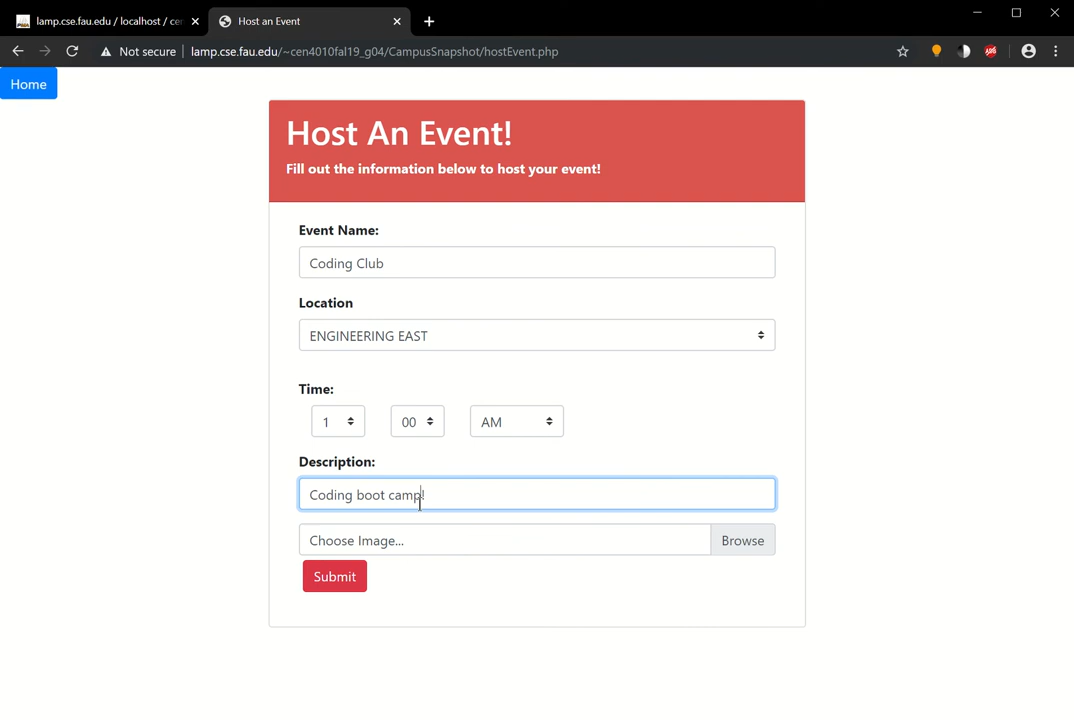 lamp.cse.fau.edu / localhost / cen
Host an Event
Not secure
lamp.cse.fau.edu/~cen4010fal19_g04/CampusSnapshot/hostEvent.php
Home
Host An Event!
Fill out the information below to host your event!
Event Name:
Coding Club
Location
ENGINEERING EAST
Time:
1 00 AM
Description:
Coding boot camp!
Choose Image... Browse
Submit